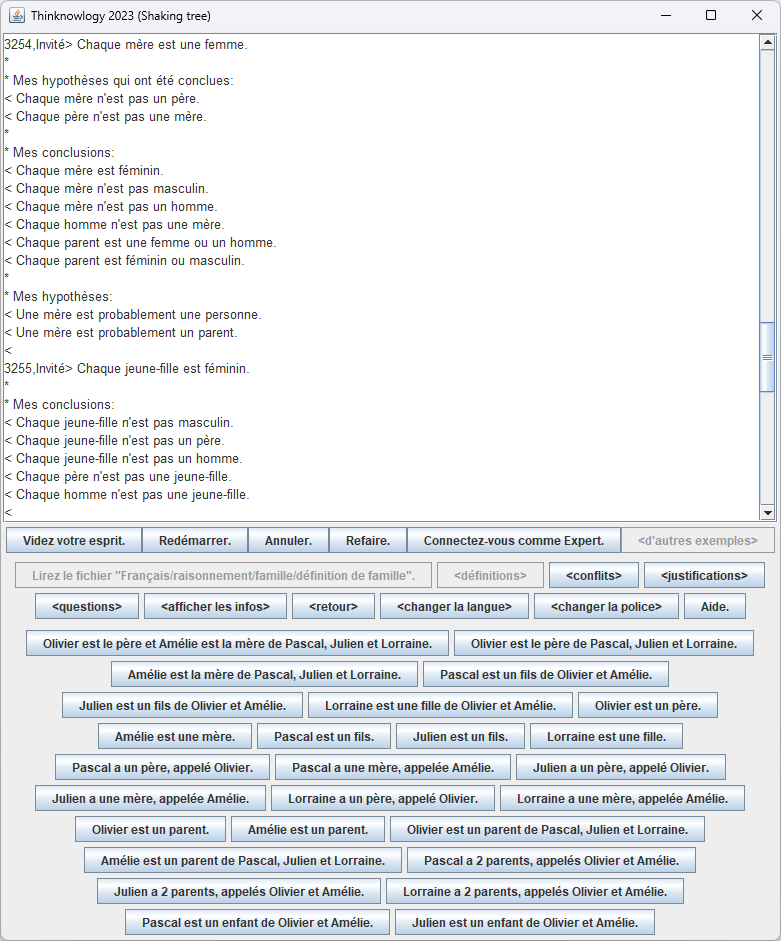 Thinknowlogy 2023 (Shaking tree)
3254,Invité> Chaque mère est une femme.
*
* Mes hypothèses qui ont été conclues:
< Chaque mère n'est pas un père.
< Chaque père n'est pas une mère.
*
* Mes conclusions:
< Chaque mère est féminin.
< Chaque mère n'est pas masculin.
< Chaque mère n'est pas un homme.
< Chaque homme n'est pas une mère.
< Chaque parent est une femme ou un homme.
< Chaque parent est féminin ou masculin.
*
* Mes hypothèses:
< Une mère est probablement une personne.
< Une mère est probablement un parent.
<
3255,Invité> Chaque jeune-fille est féminin.
*
* Mes conclusions:
< Chaque jeune-fille n'est pas masculin.
< Chaque jeune-fille n'est pas un père.
< Chaque jeune-fille n'est pas un homme.
< Chaque père n'est pas une jeune-fille.
< Chaque homme n'est pas une jeune-fille.
<
Videz votre esprit. Redémarrer. Annuler. Refaire. Connectez-vous comme Expert. <d'autres exemples>
Lirez le fichier "Français/raisonnement/famille/définition de famille". <définitions> <conflits> <justifications>
<questions> <afficher les infos> <retour> <changer la langue> <changer la police> Aide.
Olivier est le père et Amélie est la mère de Pascal, Julien et Lorraine. Olivier est le père de Pascal, Julien et Lorraine.
Amélie est la mère de Pascal, Julien et Lorraine. Pascal est un fils de Olivier et Amélie.
Julien est un fils de Olivier et Amélie. Lorraine est une fille de Olivier et Amélie. Olivier est un père.
Amélie est une mère. Pascal est un fils. Julien est un fils. Lorraine est une fille.
Pascal a un père, appelé Olivier. Pascal a une mère, appelée Amélie. Julien a un père, appelé Olivier.
Julien a une mère, appelée Amélie. Lorraine a un père, appelé Olivier. Lorraine a une mère, appelée Amélie.
Olivier est un parent. Amélie est un parent. Olivier est un parent de Pascal, Julien et Lorraine.
Amélie est un parent de Pascal, Julien et Lorraine. Pascal a 2 parents, appelés Olivier et Amélie.
Julien a 2 parents, appelés Olivier et Amélie. Lorraine a 2 parents, appelés Olivier et Amélie.
Pascal est un enfant de Olivier et Amélie. Julien est un enfant de Olivier et Amélie.